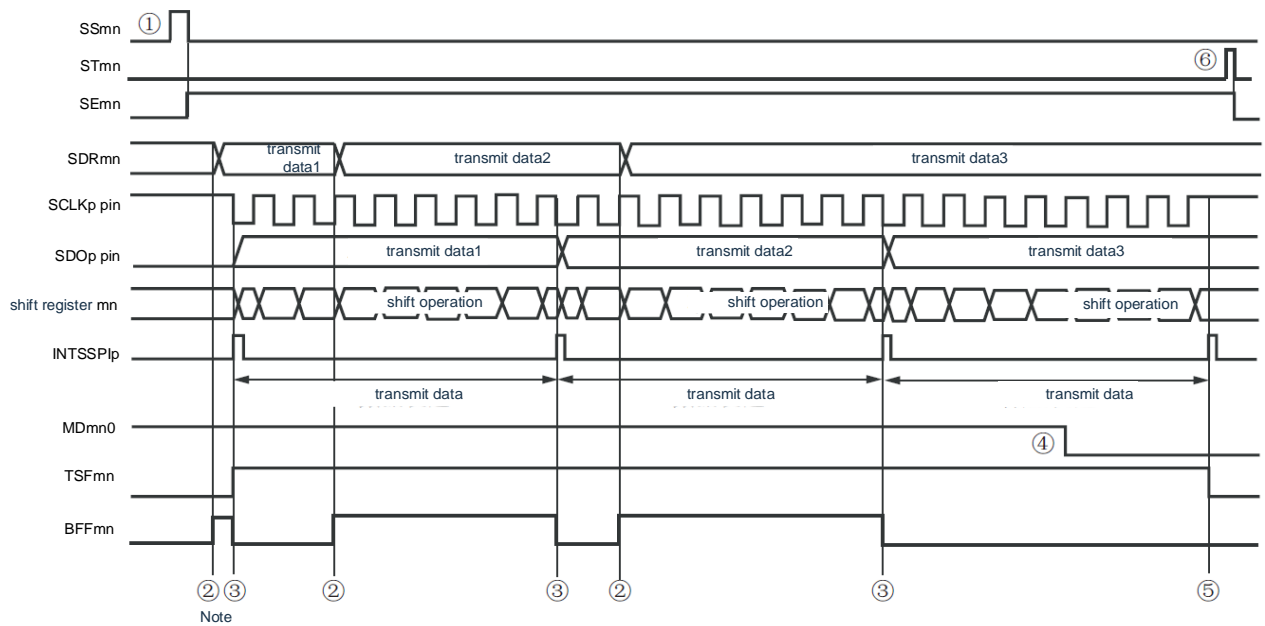 SSmn ①
STmn ⑥
SEmn
SDRmn transmit data1 transmit data2 transmit data3
SCLKp pin
SDOp pin transmit data1 transmit data2 transmit data3
shift register mn shift operation shift operation shift operation
INTSSPIp
transmit data transmit data transmit data
MDmn0 ④
TSFmn
BFFmn
② ③ ② ③ ② ③ ⑤
Note